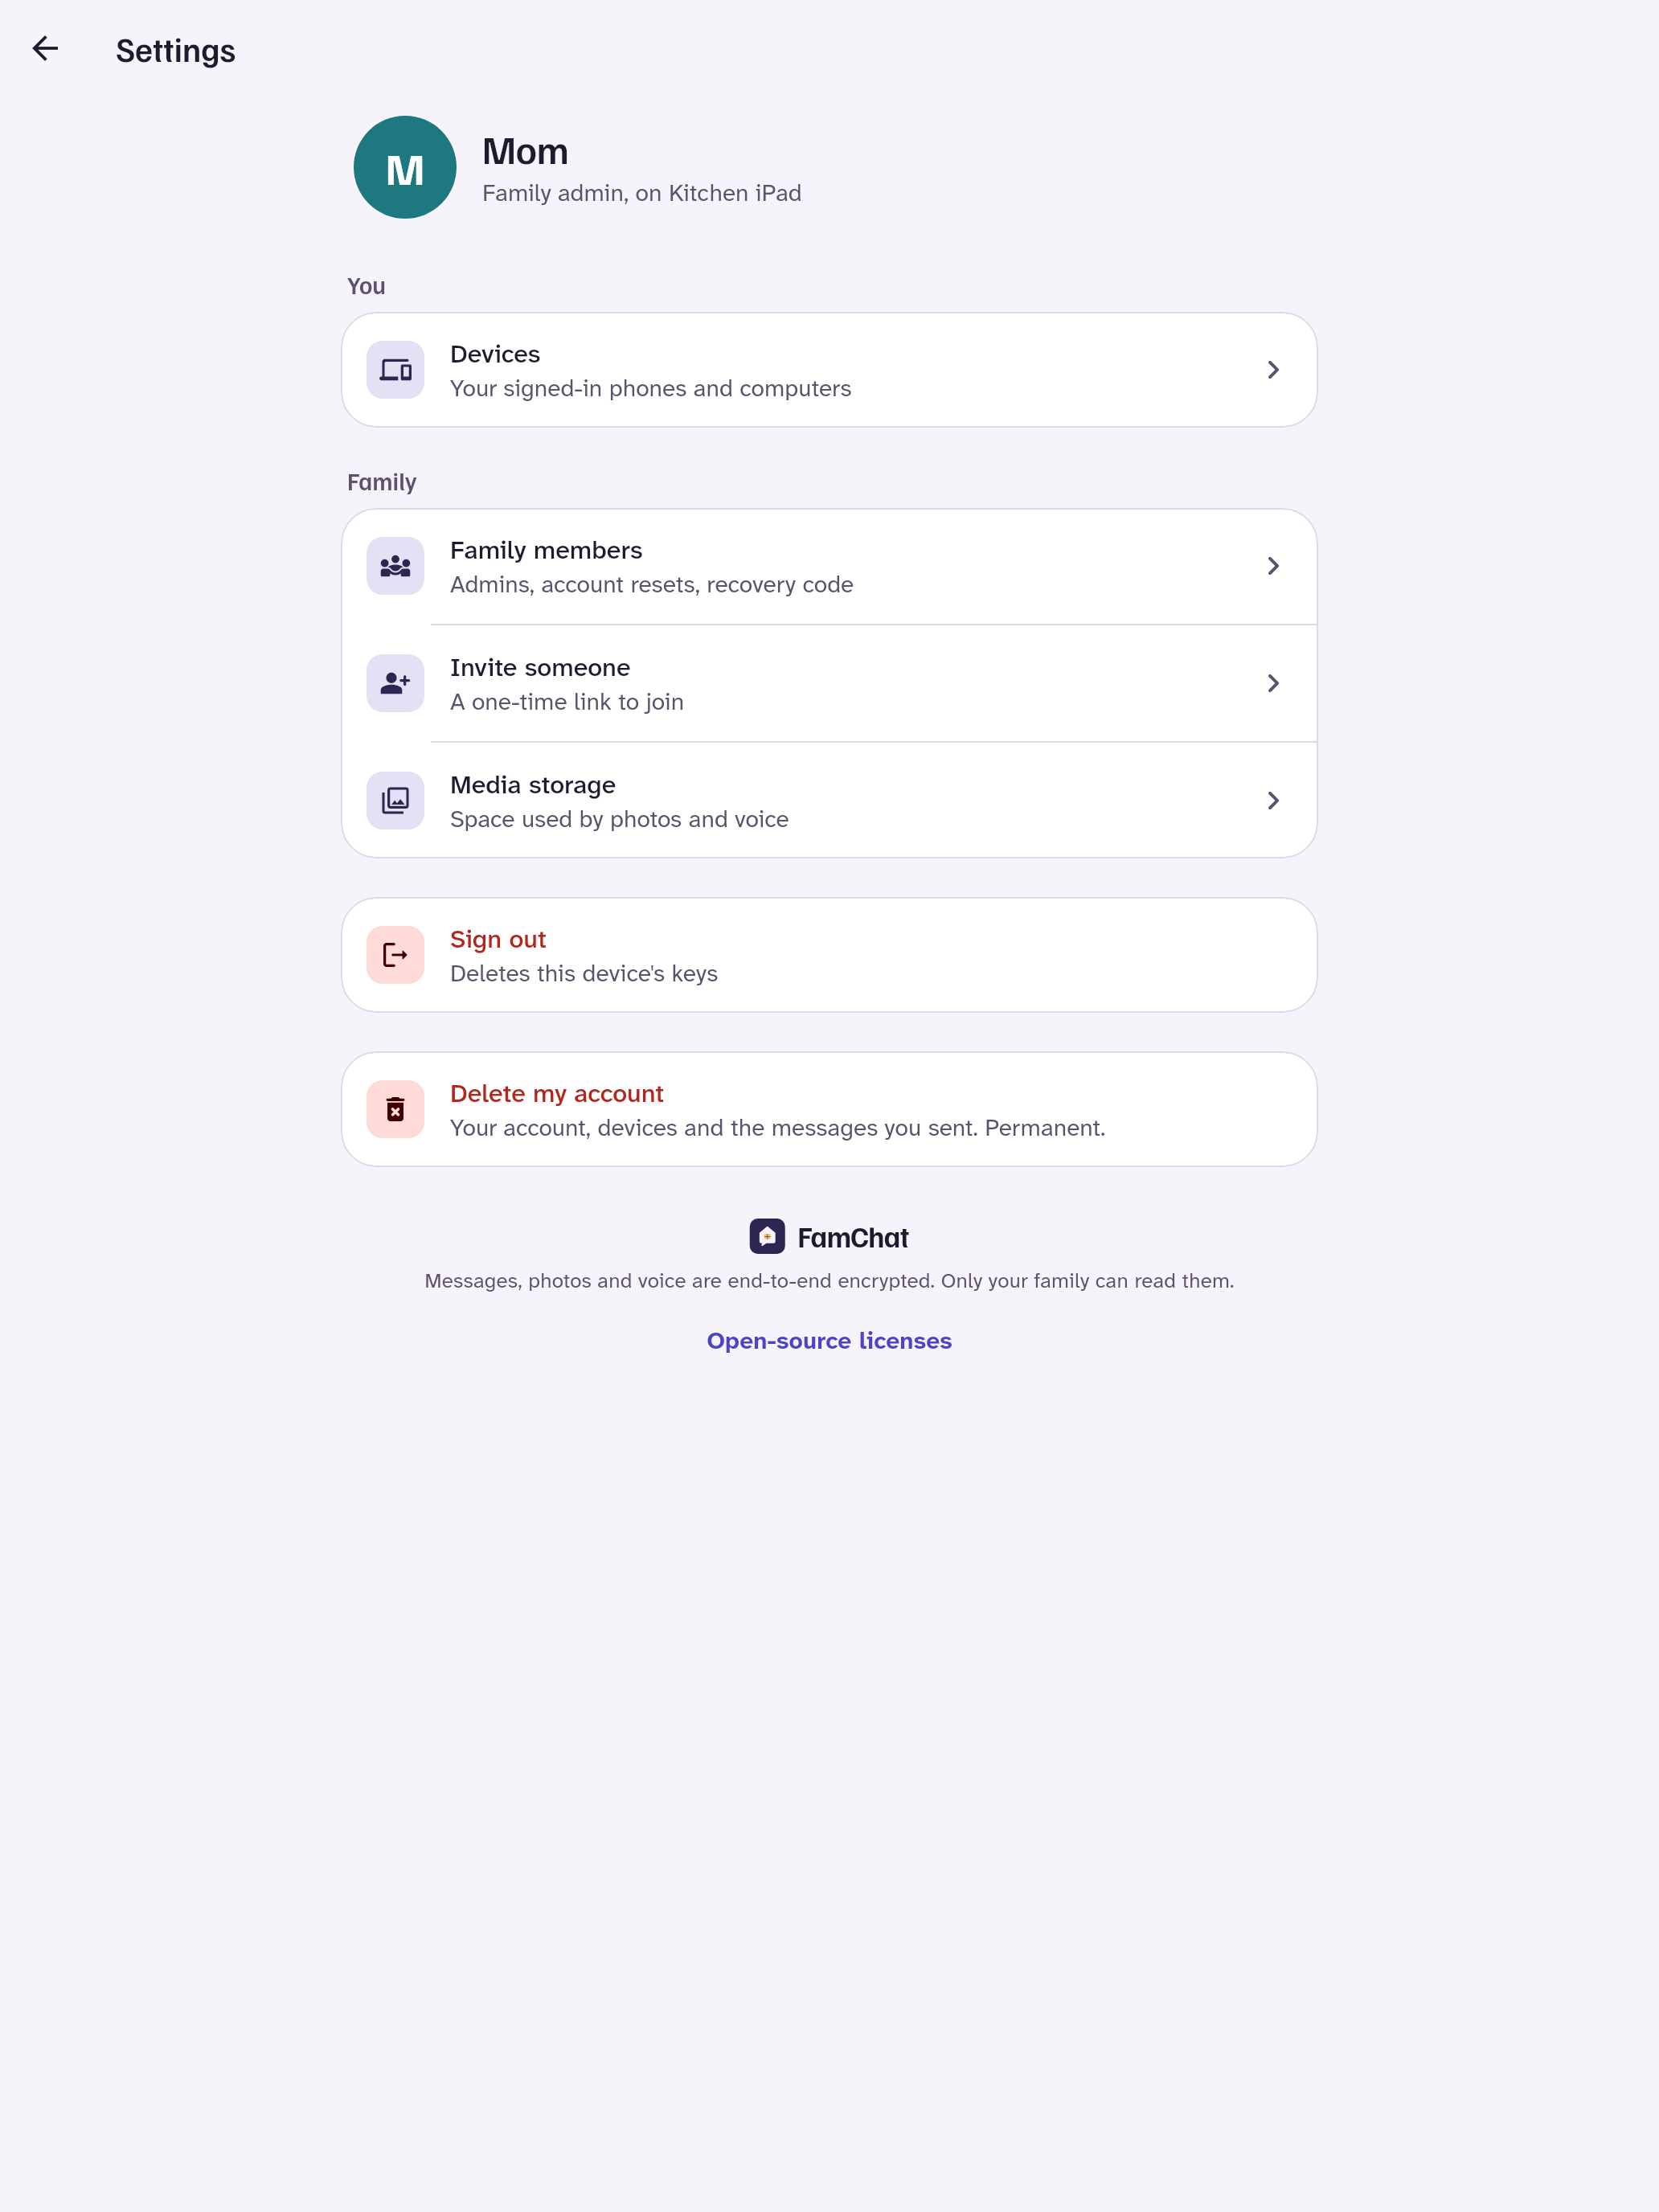 Settings
M
Mom
Family admin, on Kitchen iPad
You
Devices
Your signed-in phones and computers
Family
Family members
Admins, account resets, recovery code
Invite someone
A one-time link to join
Media storage
Space used by photos and voice
Sign out
Deletes this device's keys
Delete my account
Your account, devices and the messages you sent. Permanent.
FamChat
Messages, photos and voice are end-to-end encrypted. Only your family can read them.
Open-source licenses